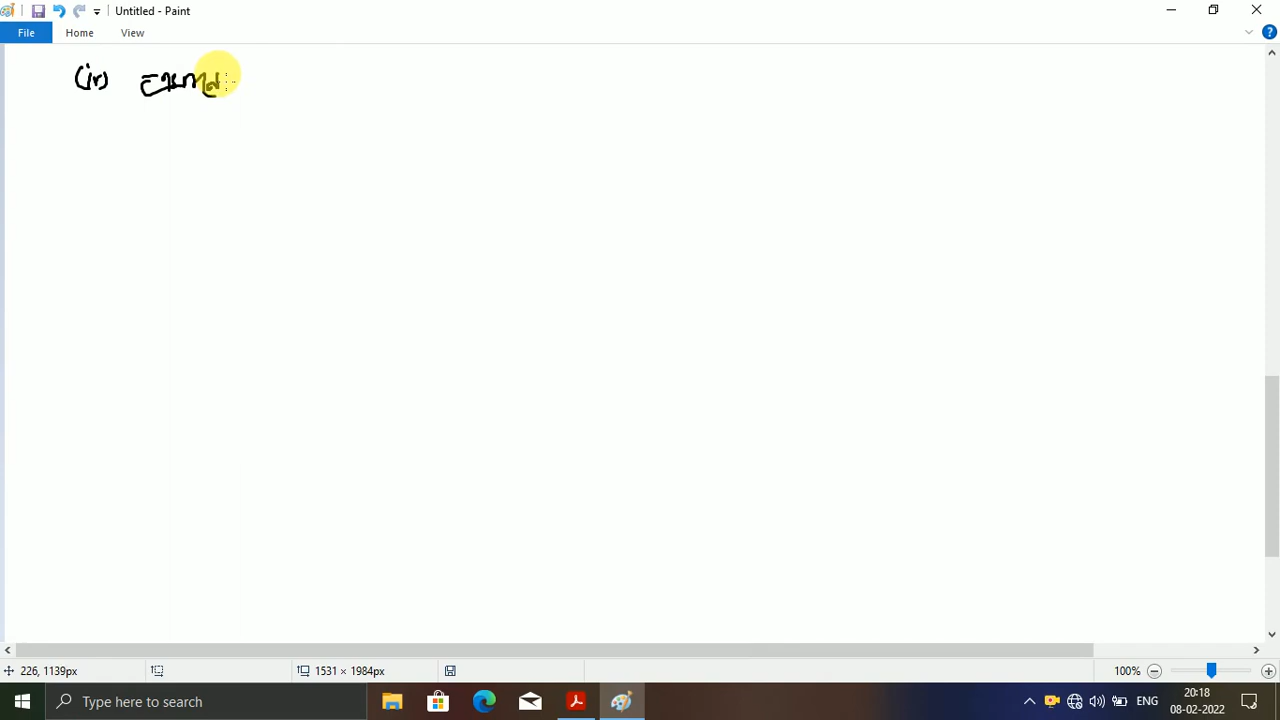 Untitled - Paint
File Home View
(iv)
226, 1139px 1531 × 1984px 100%
Type here to search ENG 20:18
08-02-2022